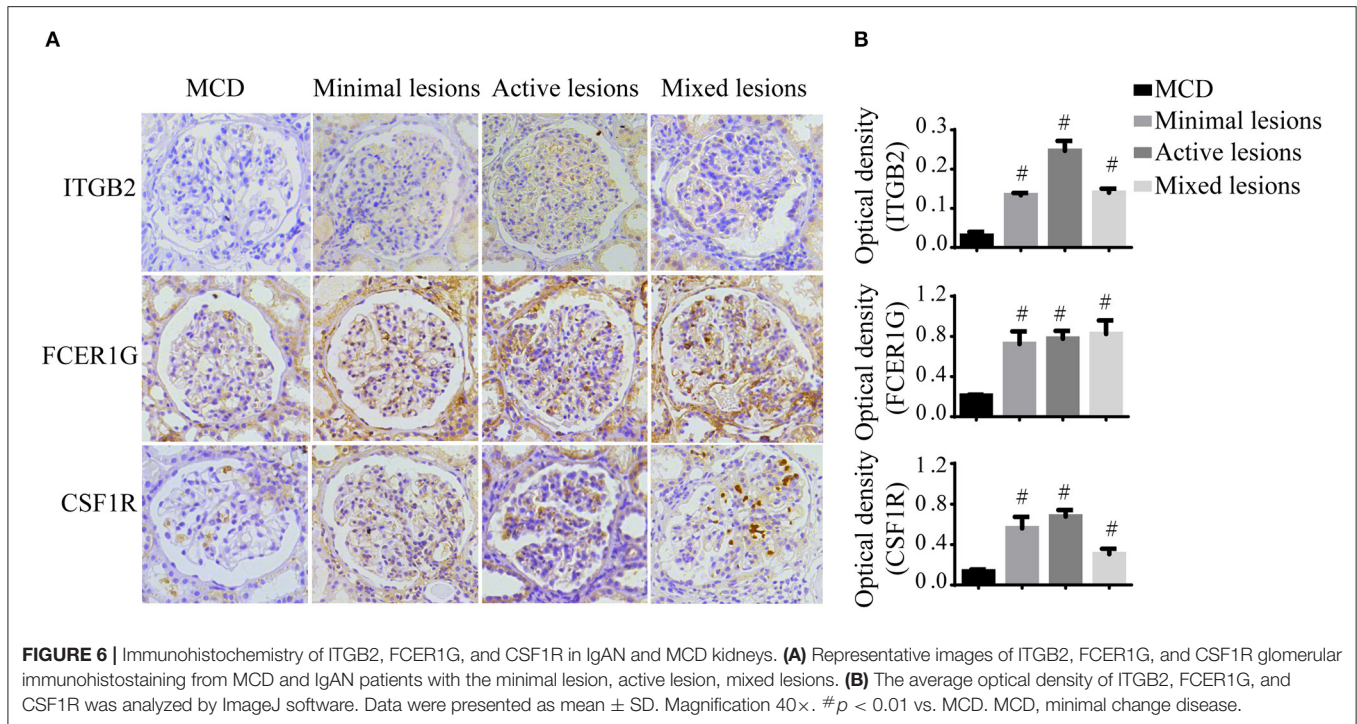 A
B
MCD Minimal lesions Active lesions Mixed lesions
ITGB2
FCER1G
CSF1R
MCD
Minimal lesions
Active lesions
Mixed lesions
Optical density
(ITGB2)
0.3
0.2
0.1
0.0
#
#
#
Optical density
(FCER1G)
1.2
0.8
0.4
0.0
#
#
#
Optical density
(CSF1R)
1.2
0.8
0.4
0.0
#
#
#
FIGURE 6 | Immunohistochemistry of ITGB2, FCER1G, and CSF1R in IgAN and MCD kidneys. (A) Representative images of ITGB2, FCER1G, and CSF1R glomerular
immunohistostaining from MCD and IgAN patients with the minimal lesion, active lesion, mixed lesions. (B) The average optical density of ITGB2, FCER1G, and
CSF1R was analyzed by ImageJ software. Data were presented as mean ± SD. Magnification 40×. #p < 0.01 vs. MCD. MCD, minimal change disease.